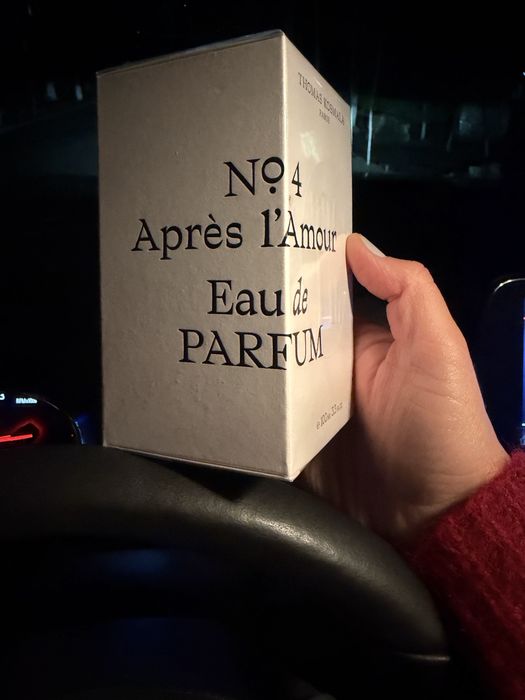 THOMAS KOSMALA
PARIS
Nº 4
Après l'Amour
Eau de
PARFUM